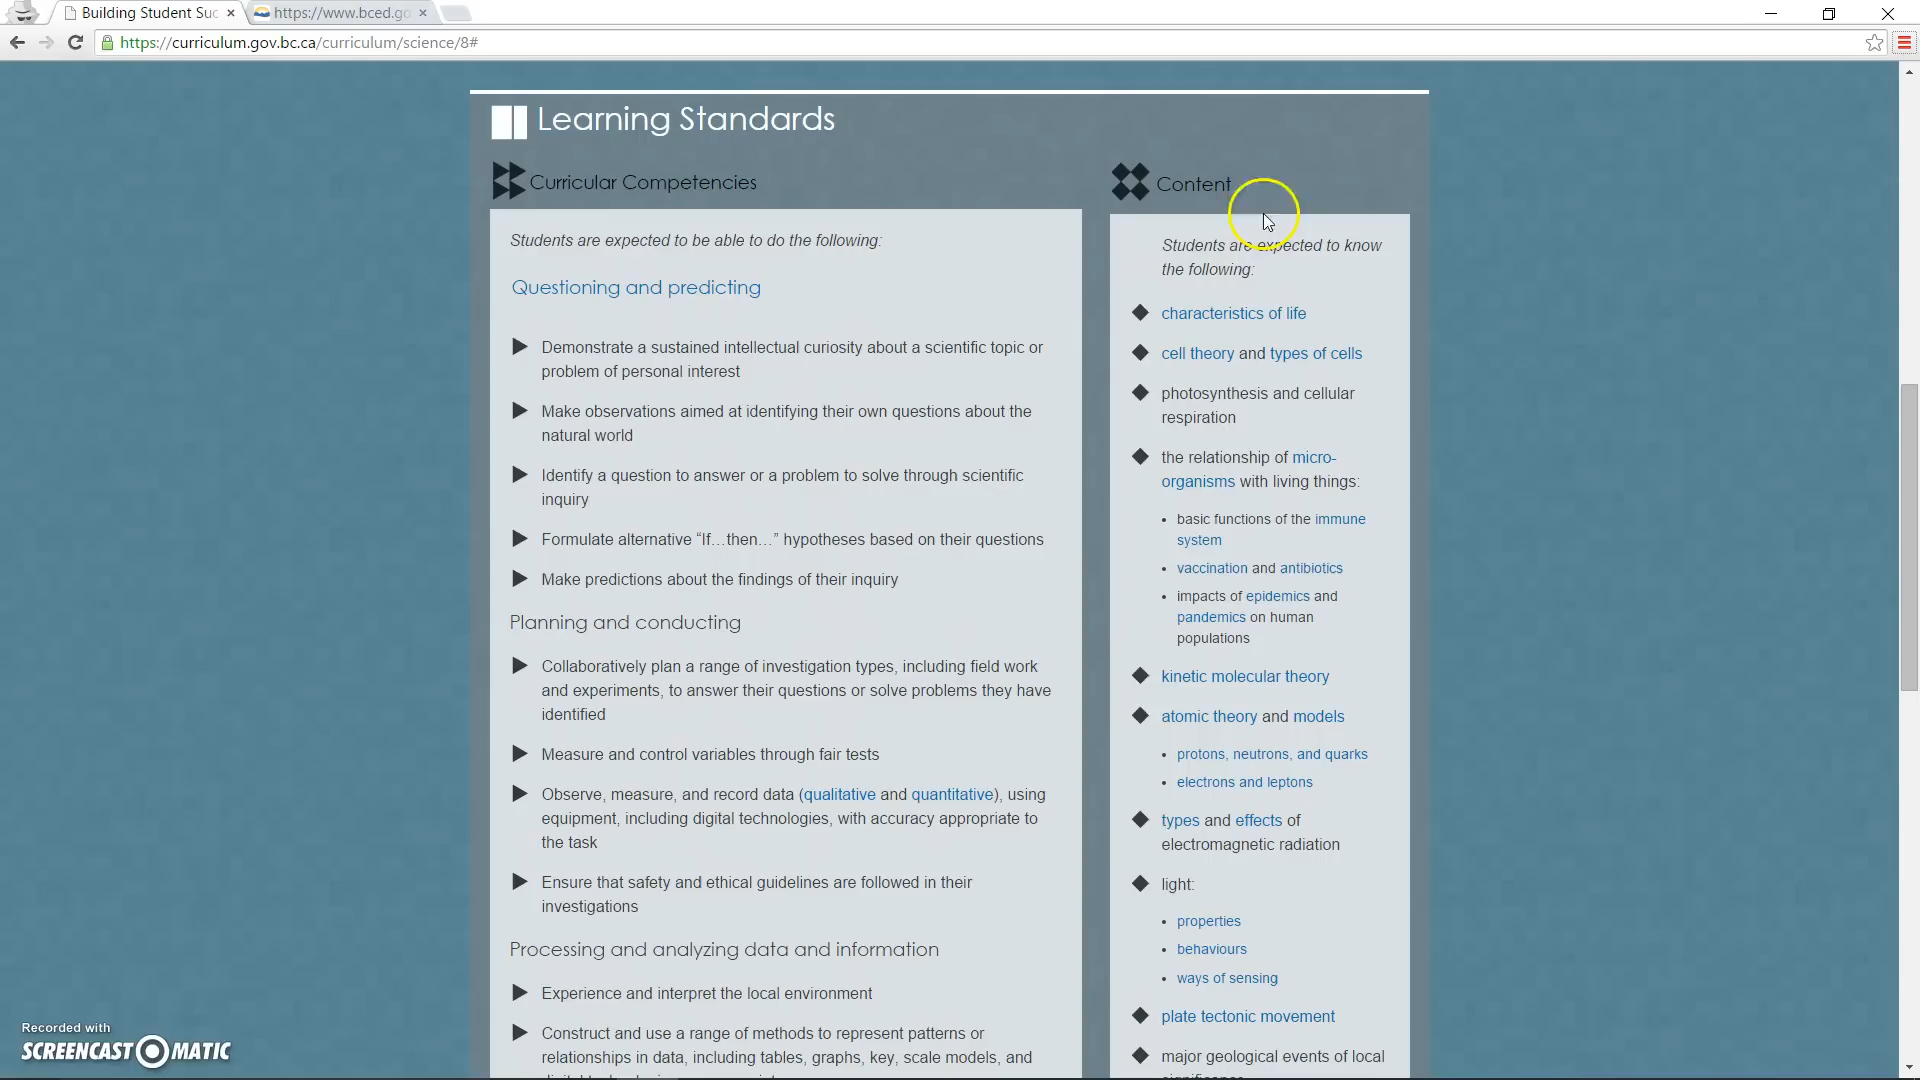 Building Student Suc
https://www.bced.go
https://curriculum.gov.bc.ca/curriculum/science/8#
Learning Standards
Curricular Competencies
Students are expected to be able to do the following:
Questioning and predicting
Demonstrate a sustained intellectual curiosity about a scientific topic or
problem of personal interest
Make observations aimed at identifying their own questions about the
natural world
Identify a question to answer or a problem to solve through scientific
inquiry
Formulate alternative “If…then…” hypotheses based on their questions
Make predictions about the findings of their inquiry
Planning and conducting
Collaboratively plan a range of investigation types, including field work
and experiments, to answer their questions or solve problems they have
identified
Measure and control variables through fair tests
Observe, measure, and record data (qualitative and quantitative), using
equipment, including digital technologies, with accuracy appropriate to
the task
Ensure that safety and ethical guidelines are followed in their
investigations
Processing and analyzing data and information
Experience and interpret the local environment
Construct and use a range of methods to represent patterns or
relationships in data, including tables, graphs, key, scale models, and
Content
Students are expected to know
the following:
characteristics of life
cell theory and types of cells
photosynthesis and cellular
respiration
the relationship of micro-
organisms with living things:
basic functions of the immune
system
vaccination and antibiotics
impacts of epidemics and
pandemics on human
populations
kinetic molecular theory
atomic theory and models
protons, neutrons, and quarks
electrons and leptons
types and effects of
electromagnetic radiation
light:
properties
behaviours
ways of sensing
plate tectonic movement
major geological events of local
Recorded with
SCREENCAST MATIC